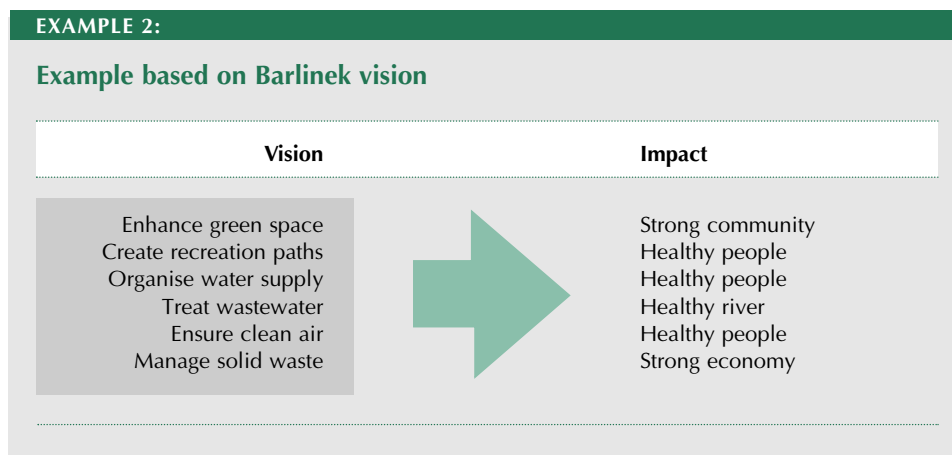 EXAMPLE 2:
Example based on Barlinek vision
Vision Impact
Enhance green space Strong community
Create recreation paths Healthy people
Organise water supply Healthy people
Treat wastewater Healthy river
Ensure clean air Healthy people
Manage solid waste Strong economy